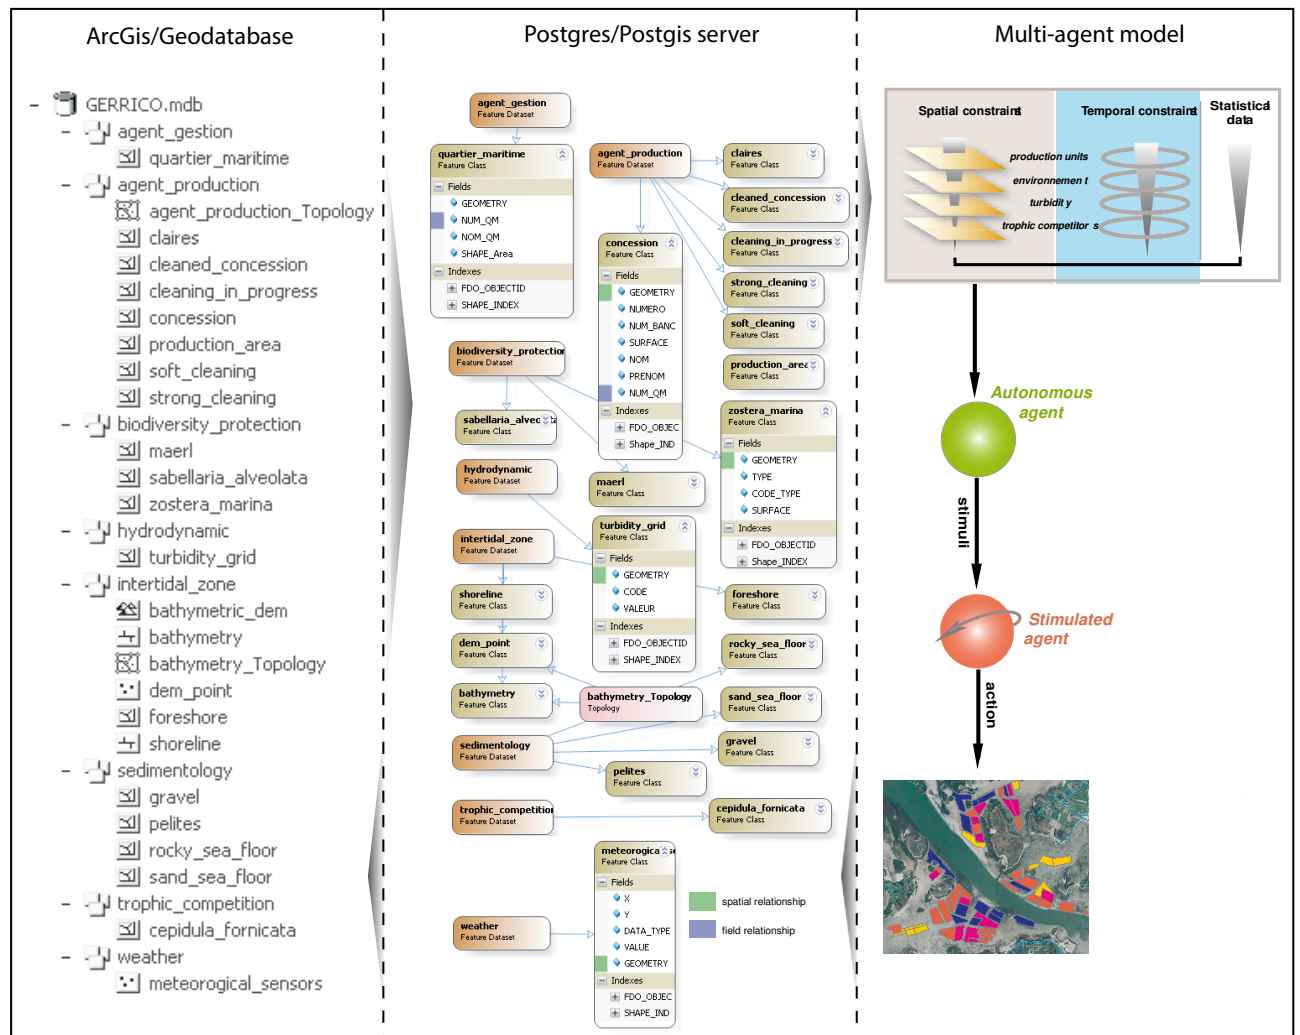 ArcGis/Geodatabase
GERRICO.mdb
agent_gestion
quartier_maritime
agent_production
agent_production_Topology
claires
cleaned_concession
cleaning_in_progress
concession
production_area
soft_cleaning
strong_cleaning
biodiversity_protection
maerl
sabellaria_alveolata
zostera_marina
hydrodynamic
turbidity_grid
intertidal_zone
bathymetric_dem
bathymetry
bathymetry_Topology
dem_point
foreshore
shoreline
sedimentology
gravel
pelites
rocky_sea_floor
sand_sea_floor
trophic_competition
cepidula_fornicata
weather
meteorogical_sensors
Postgres/Postgis server
agent_gestion
Feature Dataset
quartier_maritime
Feature Class
Fields
GEOMETRY
NUM_QM
NOM_QM
SHAPE_Area
Indexes
FDO_OBJECTID
SHAPE_INDEX
agent_production
Feature Dataset
claires
Feature Class
cleaned_concession
Feature Class
cleaning_in_progress
Feature Class
strong_cleaning
Feature Class
soft_cleaning
Feature Class
production_area
Feature Class
concession
Feature Class
Fields
GEOMETRY
NUMERO
NUM_BANC
SURFACE
NOM
PRENOM
NUM_QM
Indexes
FDO_OBJEC
Shape_IND
biodiversity_protection
Feature Dataset
sabellaria_alveolata
Feature Class
hydrodynamic
Feature Dataset
maerl
Feature Class
zostera_marina
Feature Class
Fields
GEOMETRY
TYPE
CODE_TYPE
SURFACE
Indexes
FDO_OBJECTID
Shape_INDEX
turbidity_grid
Feature Class
Fields
GEOMETRY
CODE
VALEUR
Indexes
FDO_OBJECTID
SHAPE_INDEX
intertidal_zone
Feature Dataset
shoreline
Feature Class
foreshore
Feature Class
dem_point
Feature Class
rocky_sea_floor
Feature Class
bathymetry
Feature Class
bathymetry_Topology
Topology
sand_sea_floor
Feature Class
sedimentology
Feature Dataset
gravel
Feature Class
pelites
Feature Class
trophic_competition
Feature Dataset
cepidula_fornicata
Feature Class
meteorogical_se
Feature Class
Fields
X
Y
DATA_TYPE
VALUE
GEOMETRY
Indexes
FDO_OBJEC
SHAPE_IND
weather
Feature Dataset
spatial relationship
field relationship
Multi-agent model
Spatial constraints
Temporal constraints
Statistical
data
production units
environnemen t
turbidit y
trophic competitor s
Autonomous
agent
stimuli
Stimulated
agent
action